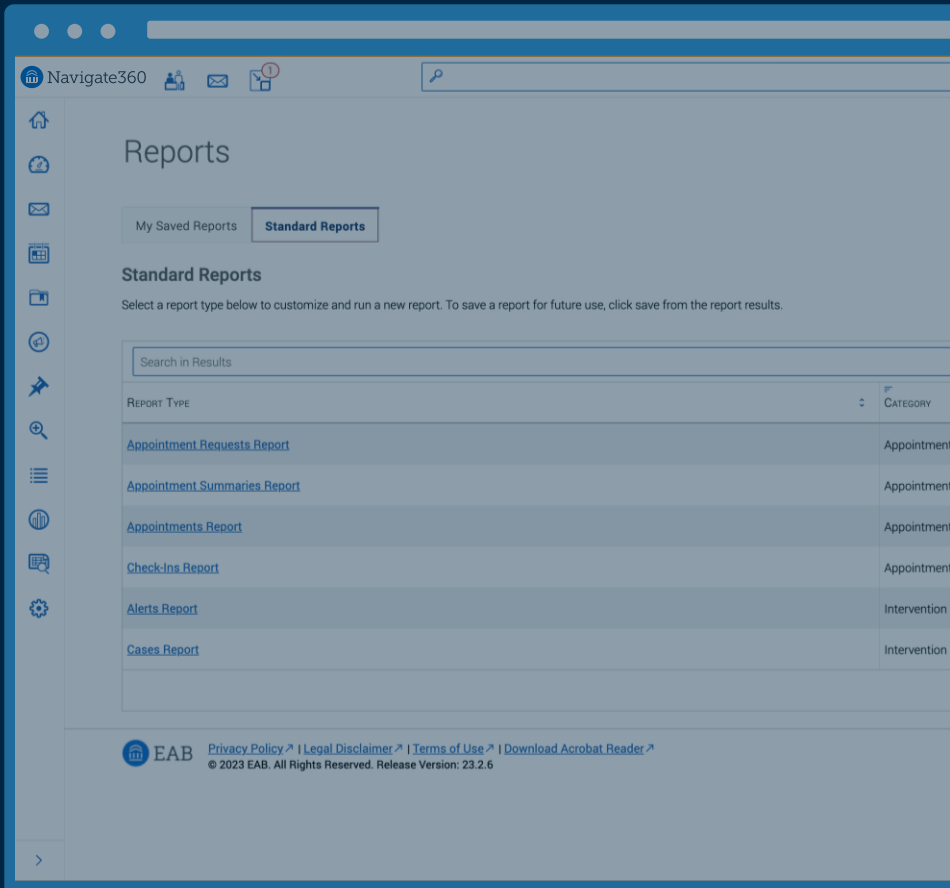 Navigate360
1
Reports
My Saved Reports
Standard Reports
Standard Reports
Select a report type below to customize and run a new report. To save a report for future use, click save from the report results.
Search in Results
REPORT TYPE
CATEGORY
Appointment Requests Report
Appointment
Appointment Summaries Report
Appointment
Appointments Report
Appointment
Check-Ins Report
Appointment
Alerts Report
Intervention
Cases Report
Intervention
EAB
Privacy Policy | Legal Disclaimer | Terms of Use | Download Acrobat Reader
© 2023 EAB. All Rights Reserved. Release Version: 23.2.6